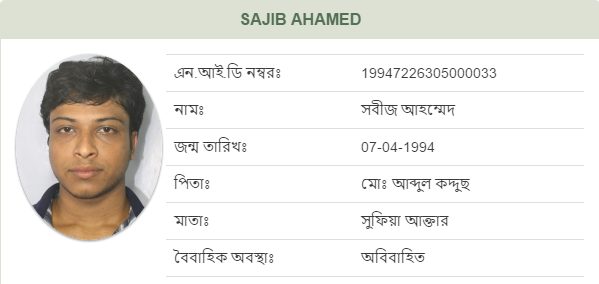 SAJIB AHAMED
এন.আই.ডি নম্বরঃ 19947226305000033
নামঃ সবীজ আহম্মেদ
জন্ম তারিখঃ 07-04-1994
পিতাঃ মোঃ আব্দুল কদ্দুছ
মাতাঃ সুফিয়া আক্তার
বৈবাহিক অবস্থাঃ অবিবাহিত